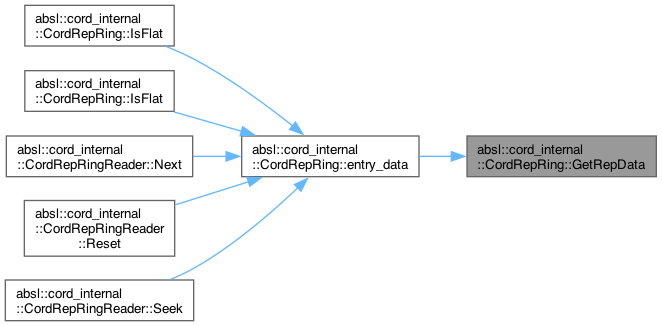 absl::cord_internal
::CordRepRing::IsFlat
absl::cord_internal
::CordRepRing::IsFlat
absl::cord_internal
::CordRepRingReader::Next
absl::cord_internal
::CordRepRingReader
::Reset
absl::cord_internal
::CordRepRingReader::Seek
absl::cord_internal
::CordRepRing::entry_data
absl::cord_internal
::CordRepRing::GetRepData